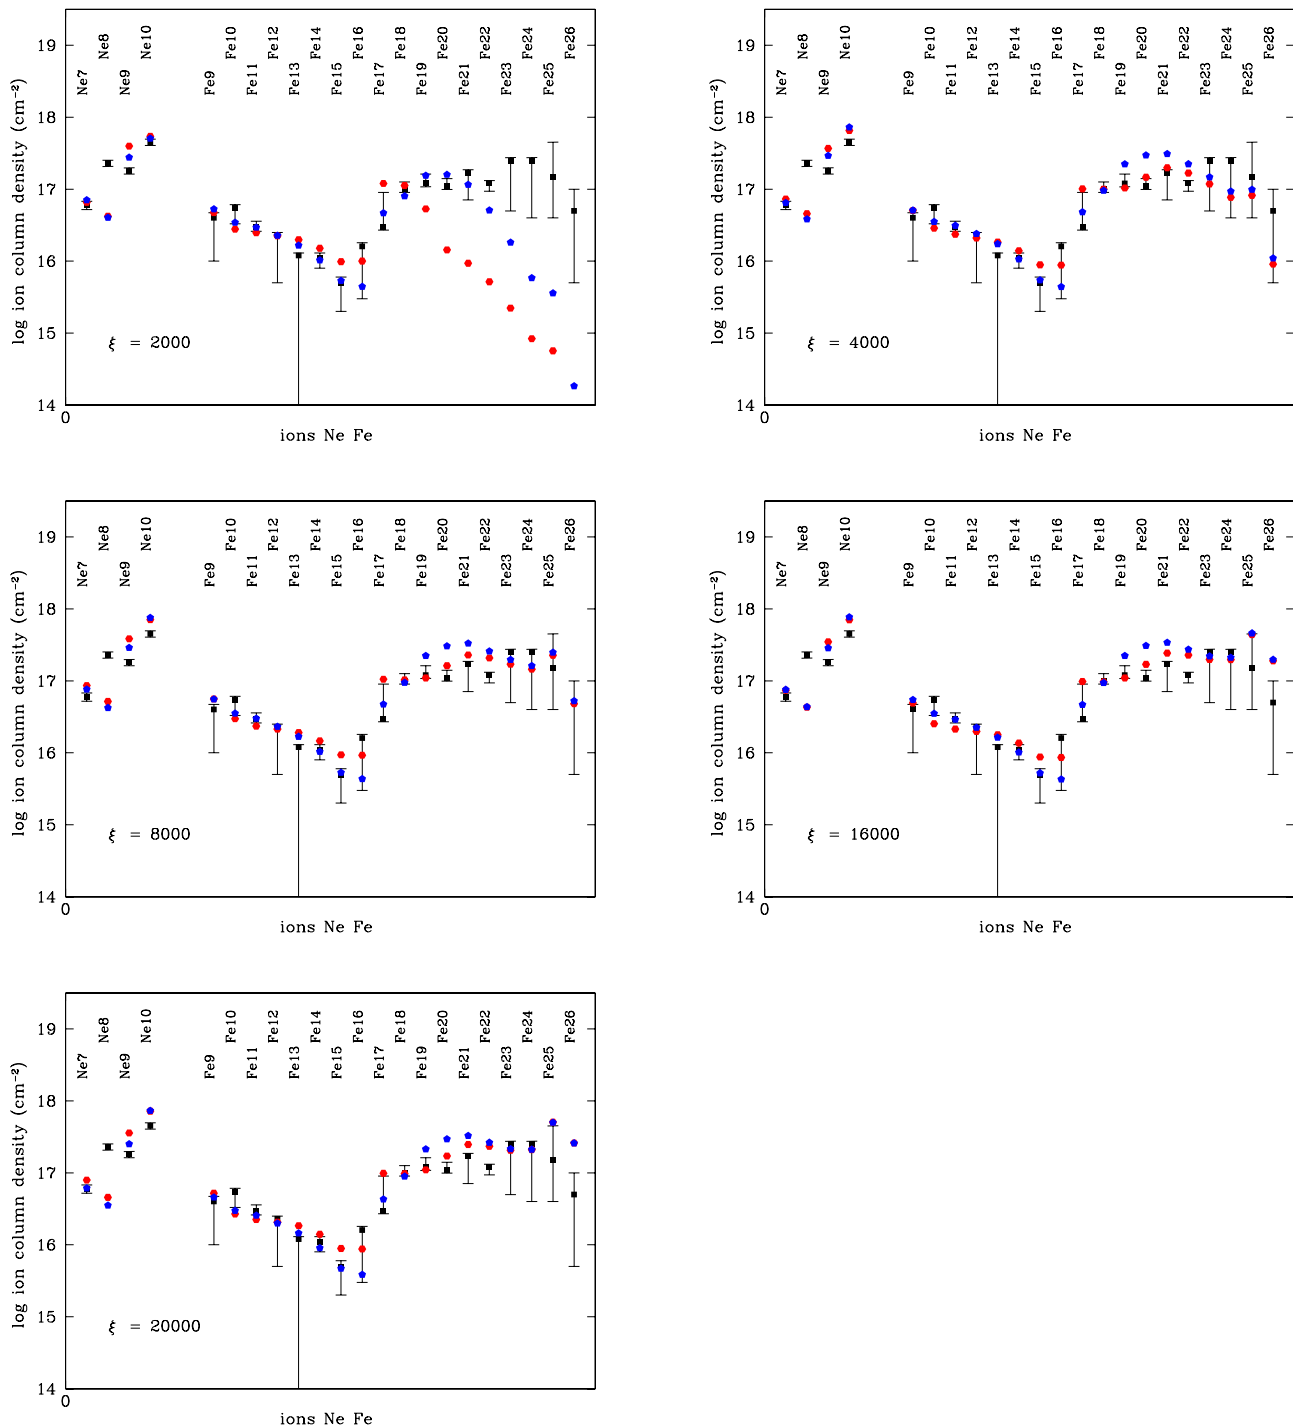 19
18
17
16
15
14
0
log ion column density (cm⁻²)
Ne8 Ne10 Fe10 Fe12 Fe14 Fe16 Fe18 Fe20 Fe22 Fe24 Fe26
Ne7 Ne9 Fe9 Fe11 Fe13 Fe15 Fe17 Fe19 Fe21 Fe23 Fe25
ξ = 2000
ions Ne Fe
19
18
17
16
15
14
0
log ion column density (cm⁻²)
Ne8 Ne10 Fe10 Fe12 Fe14 Fe16 Fe18 Fe20 Fe22 Fe24 Fe26
Ne7 Ne9 Fe9 Fe11 Fe13 Fe15 Fe17 Fe19 Fe21 Fe23 Fe25
ξ = 4000
ions Ne Fe
19
18
17
16
15
14
0
log ion column density (cm⁻²)
Ne8 Ne10 Fe10 Fe12 Fe14 Fe16 Fe18 Fe20 Fe22 Fe24 Fe26
Ne7 Ne9 Fe9 Fe11 Fe13 Fe15 Fe17 Fe19 Fe21 Fe23 Fe25
ξ = 8000
ions Ne Fe
19
18
17
16
15
14
0
log ion column density (cm⁻²)
Ne8 Ne10 Fe10 Fe12 Fe14 Fe16 Fe18 Fe20 Fe22 Fe24 Fe26
Ne7 Ne9 Fe9 Fe11 Fe13 Fe15 Fe17 Fe19 Fe21 Fe23 Fe25
ξ = 16000
ions Ne Fe
19
18
17
16
15
14
0
log ion column density (cm⁻²)
Ne8 Ne10 Fe10 Fe12 Fe14 Fe16 Fe18 Fe20 Fe22 Fe24 Fe26
Ne7 Ne9 Fe9 Fe11 Fe13 Fe15 Fe17 Fe19 Fe21 Fe23 Fe25
ξ = 20000
ions Ne Fe